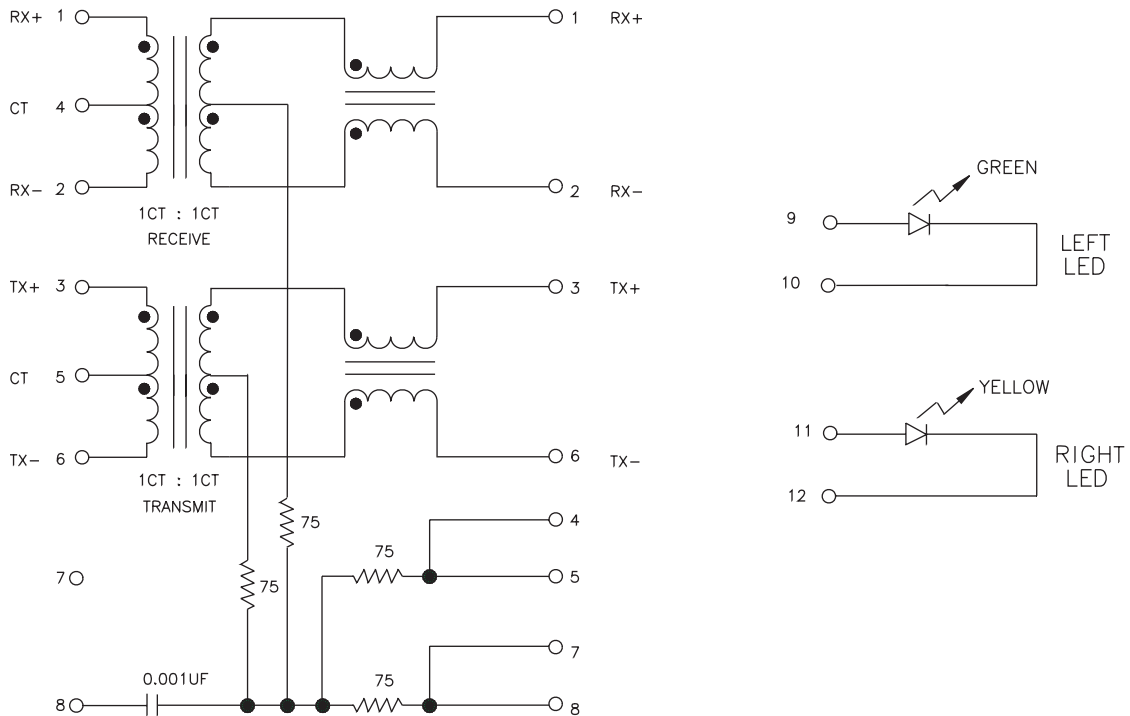 RX+ 1
1 RX+
CT 4
RX- 2
2 RX-
1CT : 1CT
RECEIVE
TX+ 3
3 TX+
CT 5
TX- 6
6 TX-
1CT : 1CT
TRANSMIT
75
4
75
5
7
75
7
0.001UF
75
8
8
GREEN
9
LEFT
LED
10
YELLOW
11
RIGHT
LED
12